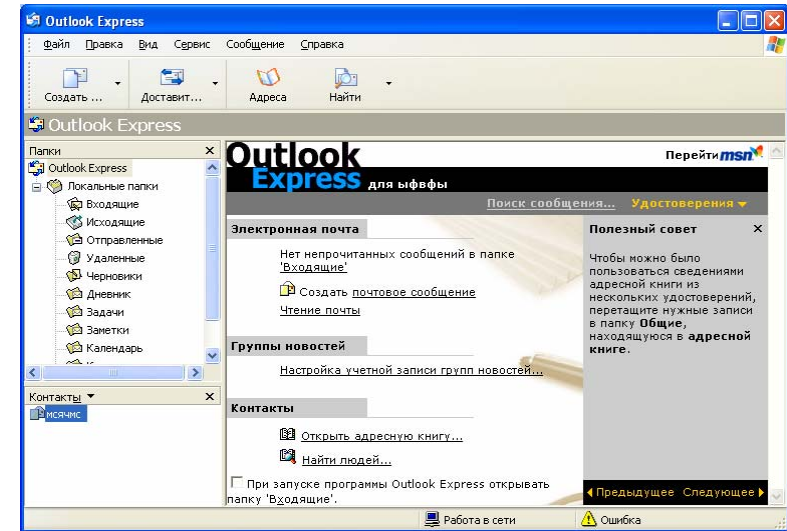 Outlook Express
Файл Правка Вид Сервис Сообщение Справка
Создать ... Доставит... Адреса Найти
Outlook Express
Папки
Outlook Express
Локальные папки
Входящие
Исходящие
Отправленные
Удаленные
Черновики
Дневник
Задачи
Заметки
Календарь
Контакты
мсячмс
Outlook
Express для ыфвфы
Перейти msn
Поиск сообщения... Удостоверения
Электронная почта
Нет непрочитанных сообщений в папке
'Входящие'
Создать почтовое сообщение
Чтение почты
Группы новостей
Настройка учетной записи групп новостей...
Контакты
Открыть адресную книгу...
Найти людей...
При запуске программы Outlook Express открывать
папку 'Входящие'.
Полезный совет
Чтобы можно было
пользоваться сведениями
адресной книги из
нескольких удостоверений,
перетащите нужные записи
в папку Общие,
находящуюся в адресной
книге.
Предыдущее Следующее
Работа в сети Ошибка